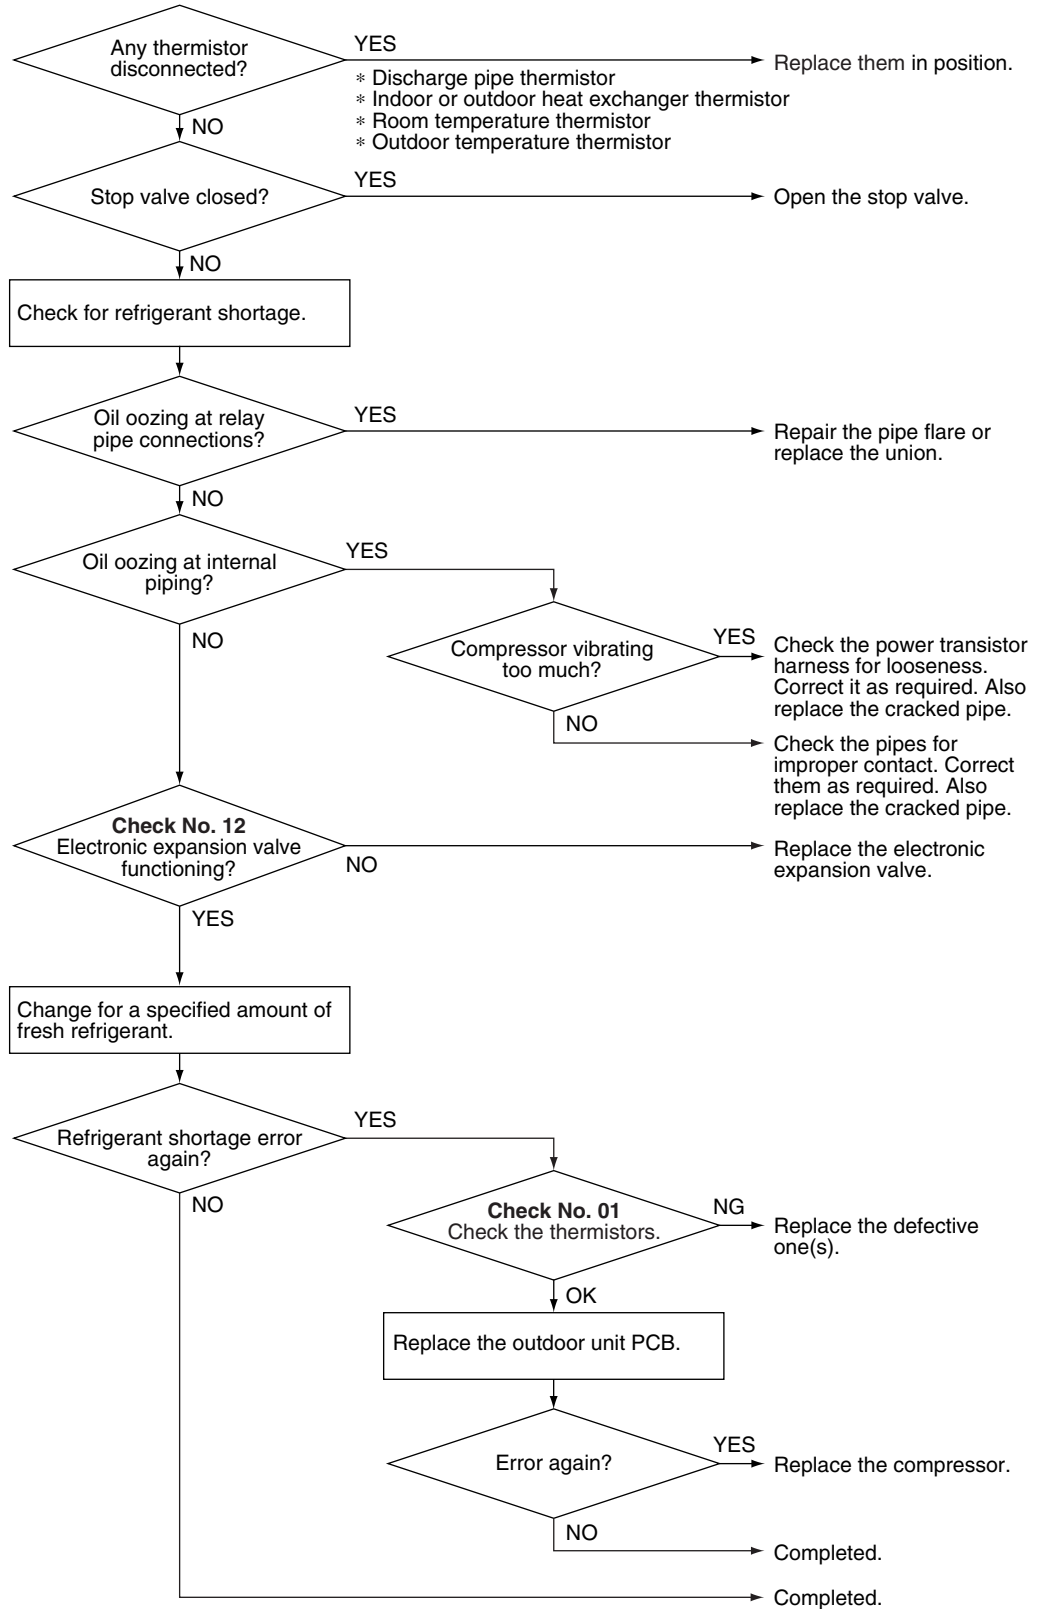 Any thermistor
disconnected?
YES
Replace them in position.
* Discharge pipe thermistor
* Indoor or outdoor heat exchanger thermistor
* Room temperature thermistor
* Outdoor temperature thermistor
NO
Stop valve closed?
YES
Open the stop valve.
NO
Check for refrigerant shortage.
Oil oozing at relay
pipe connections?
YES
Repair the pipe flare or
replace the union.
NO
Oil oozing at internal
piping?
YES
NO
Compressor vibrating
too much?
YES
Check the power transistor
harness for looseness.
Correct it as required. Also
replace the cracked pipe.
NO
Check the pipes for
improper contact. Correct
them as required. Also
replace the cracked pipe.
Check No. 12
Electronic expansion valve
functioning?
NO
Replace the electronic
expansion valve.
YES
Change for a specified amount of
fresh refrigerant.
Refrigerant shortage error
again?
YES
NO
Check No. 01
Check the thermistors.
NG
Replace the defective
one(s).
OK
Replace the outdoor unit PCB.
Error again?
YES
Replace the compressor.
NO
Completed.
Completed.